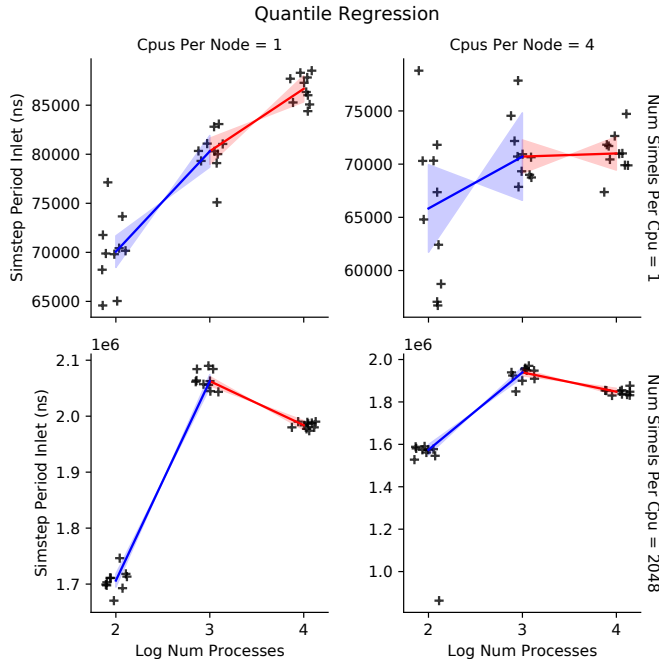 Quantile Regression
Cpus Per Node = 1
Cpus Per Node = 4
Simstep Period Inlet (ns)
85000
80000
75000
70000
65000
75000
70000
65000
60000
Num Simels Per Cpu = 1
1e6
Simstep Period Inlet (ns)
2.1
2.0
1.9
1.8
1.7
2
3
4
Log Num Processes
1e6
2.0
1.8
1.6
1.4
1.2
1.0
2
3
4
Log Num Processes
Num Simels Per Cpu = 2048